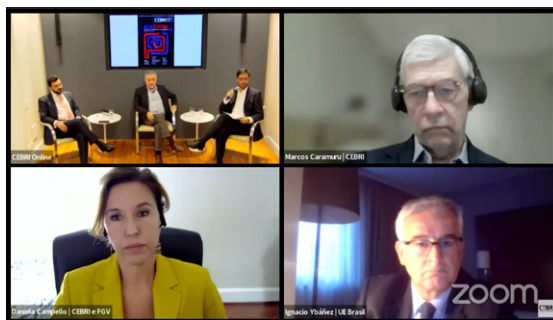 CEBRI
CEBRI Online
Marcos Caramuru | CEBRI
Daniela Campello | CEBRI e FGV
Ignacio Ybáñez | UE Brasil
zoom